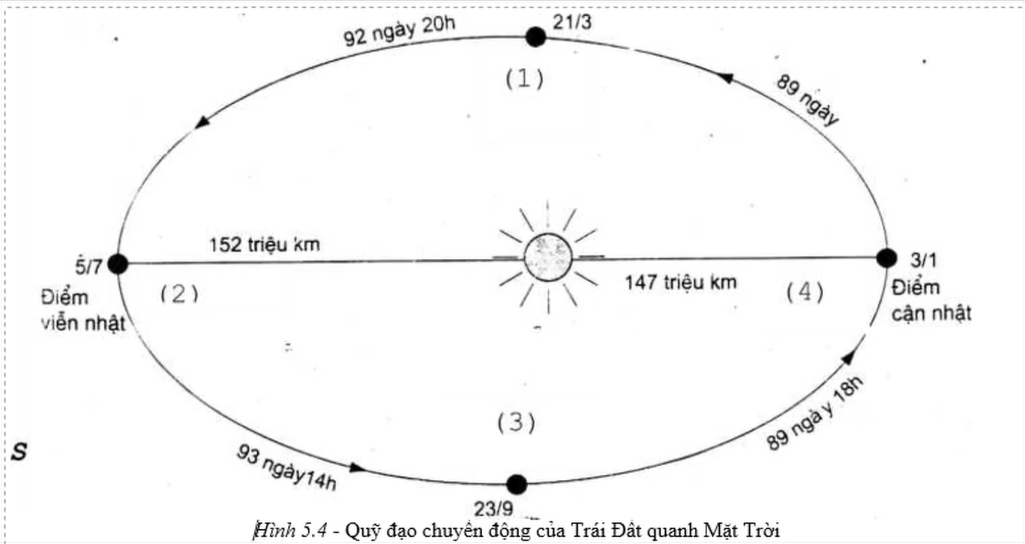 92 ngày 20h
21/3
(1)
89 ngày
152 triệu km
5/7
(2)
Điểm
viễn nhật
147 triệu km
(4)
3/1
Điểm
cận nhật
(3)
S
93 ngày14h
89 ngày 18h
23/9
Hình 5.4 - Quỹ đạo chuyển động của Trái Đất quanh Mặt Trời